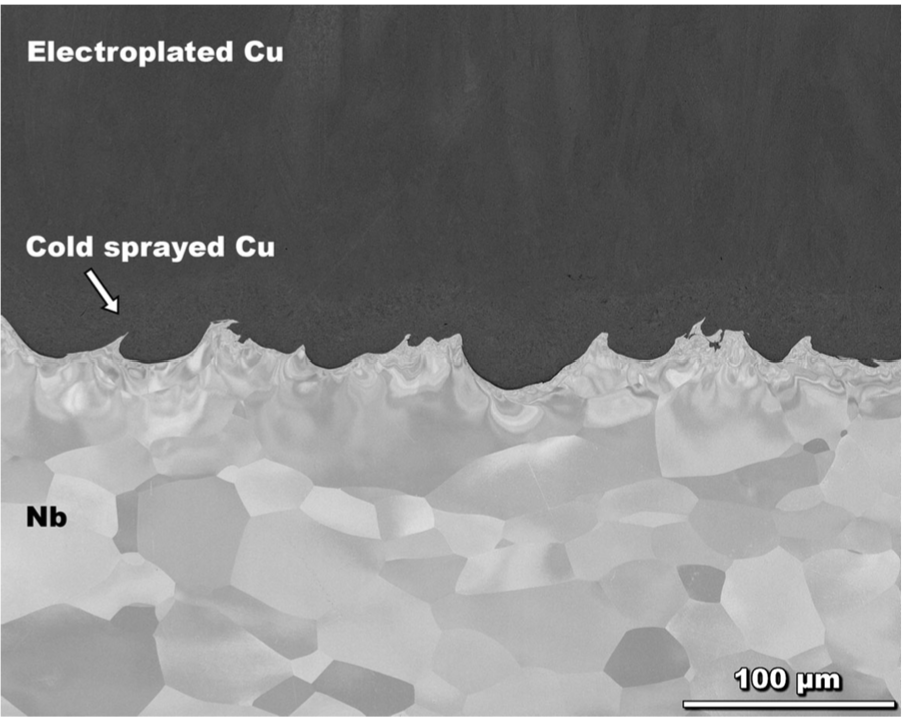 Electroplated Cu
Cold sprayed Cu
Nb
100 µm